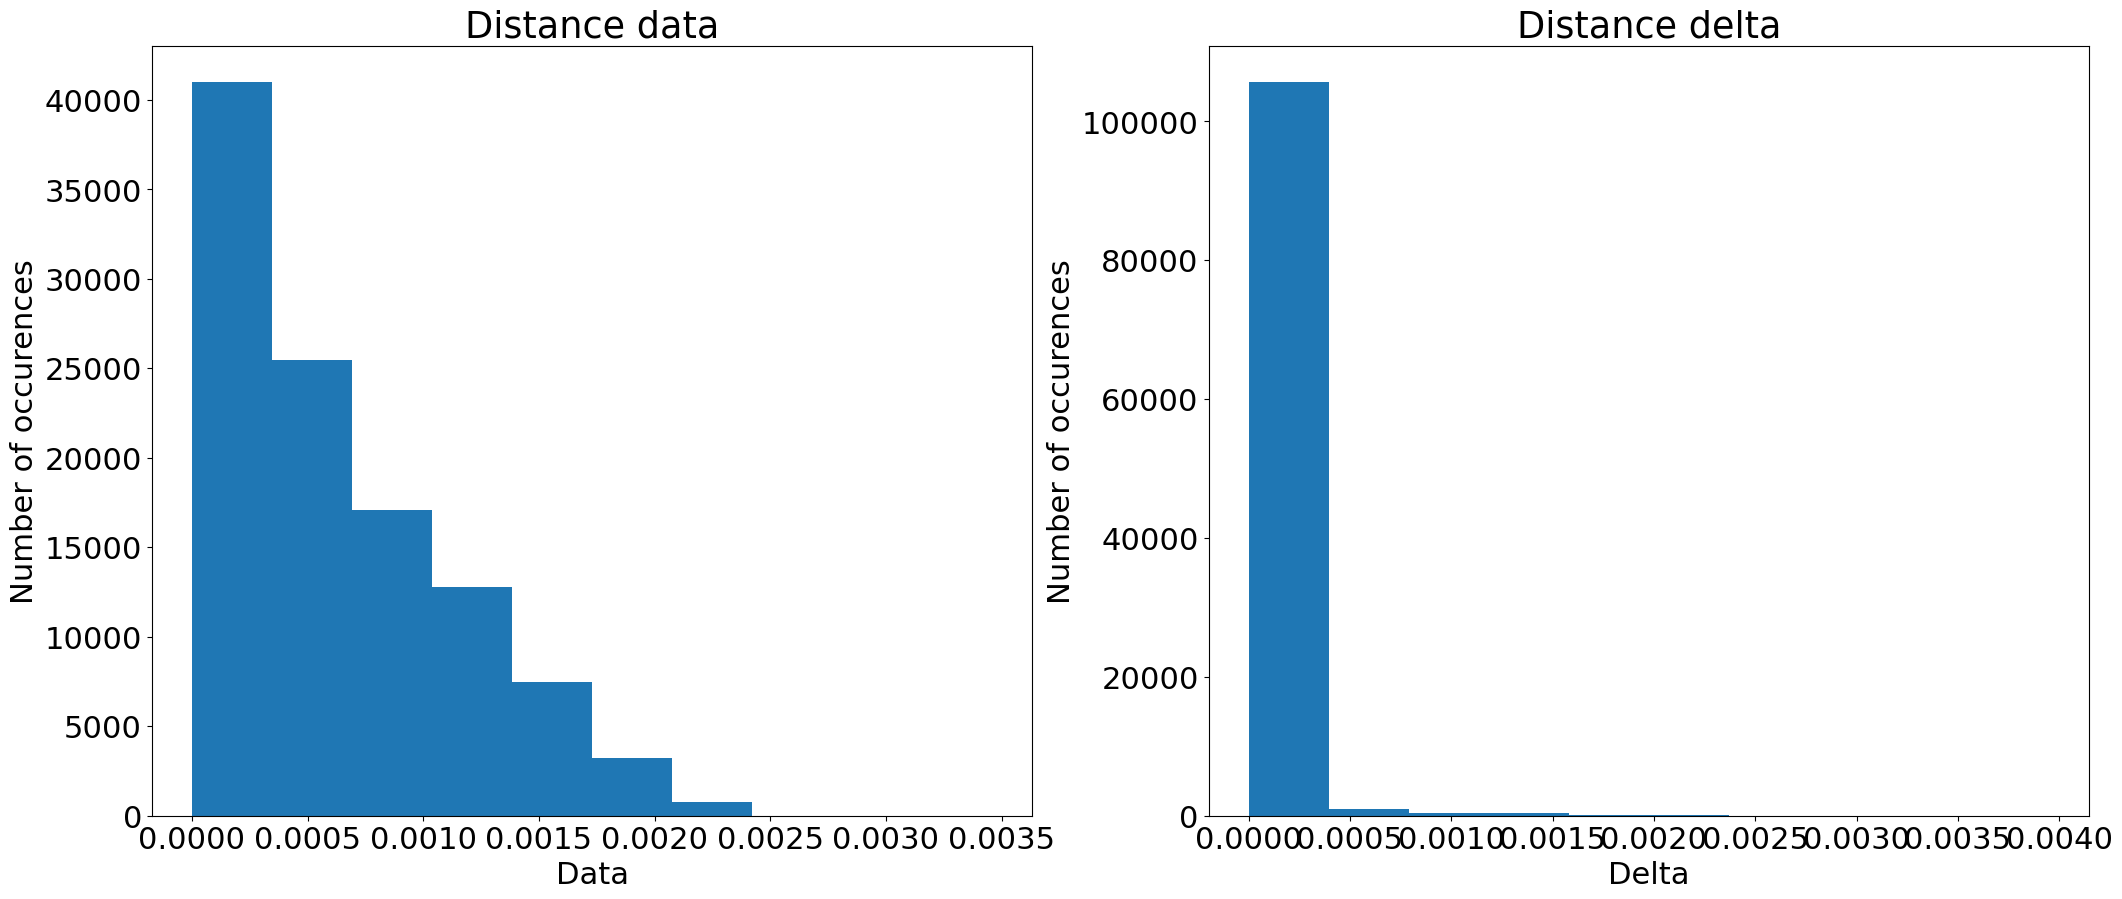 Distance data
Number of occurences
40000
35000
30000
25000
20000
15000
10000
5000
0
0.0000 0.0005 0.0010 0.0015 0.0020 0.0025 0.0030 0.0035
Data
Distance delta
Number of occurences
100000
80000
60000
40000
20000
0
0.0000 0.0005 0.0010 0.0015 0.0020 0.0025 0.0030 0.0035 0.0040
Delta